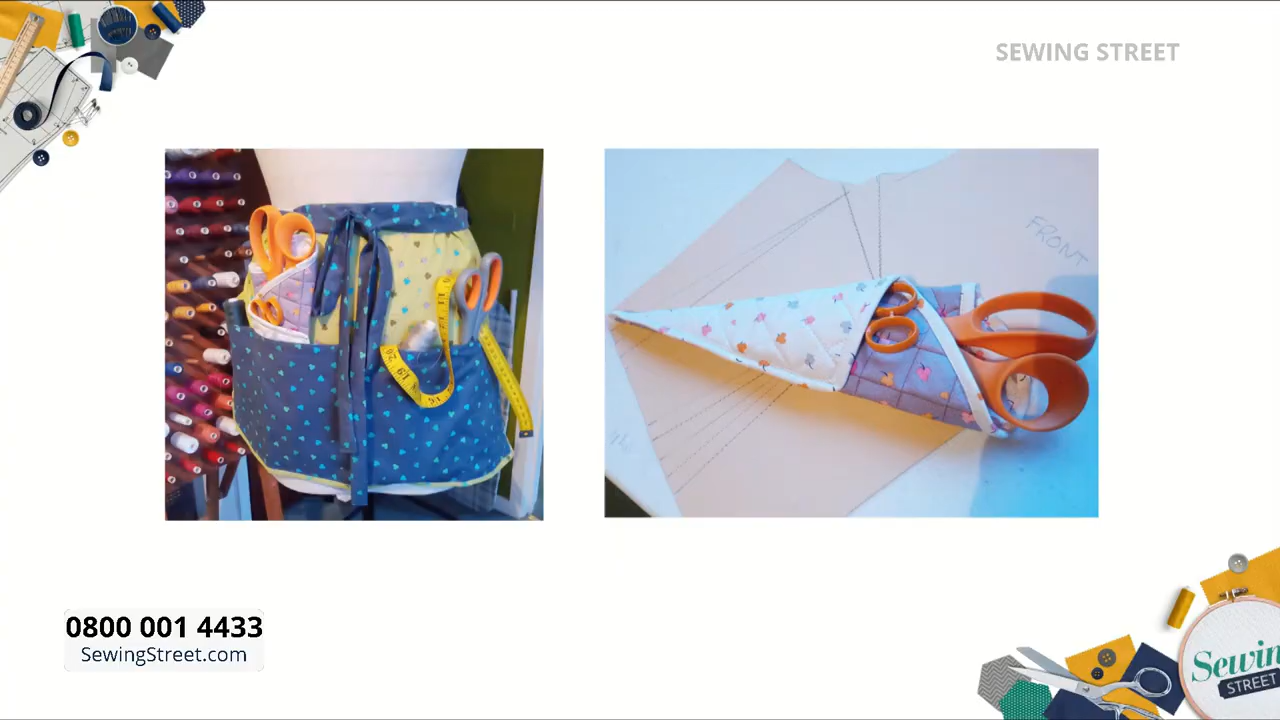 SEWING STREET
FRONT
0800 001 4433
SewingStreet.com
Sewin
STREET